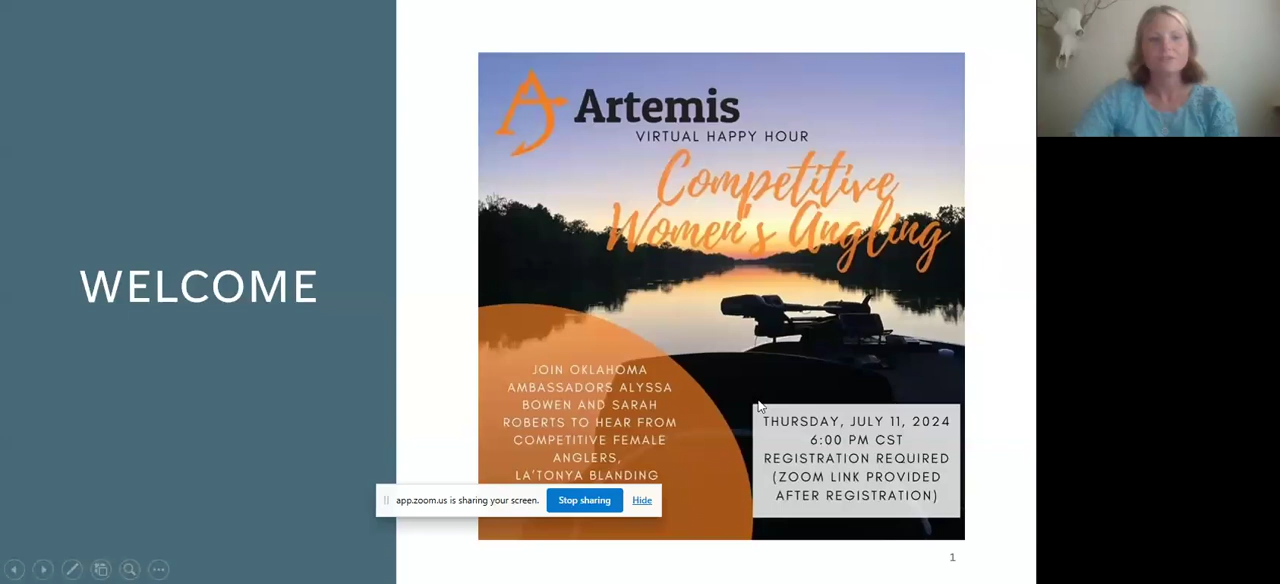 WELCOME
Artemis
VIRTUAL HAPPY HOUR
Competitive
Women's Angling
JOIN OKLAHOMA
AMBASSADORS ALYSSA
BOWEN AND SARAH
ROBERTS TO HEAR FROM
COMPETITIVE FEMALE
ANGLERS,
LA'TONYA BLANDING
THURSDAY, JULY 11, 2024
6:00 PM CST
REGISTRATION REQUIRED
(ZOOM LINK PROVIDED
AFTER REGISTRATION)
app.zoom.us is sharing your screen.
Stop sharing
Hide
1